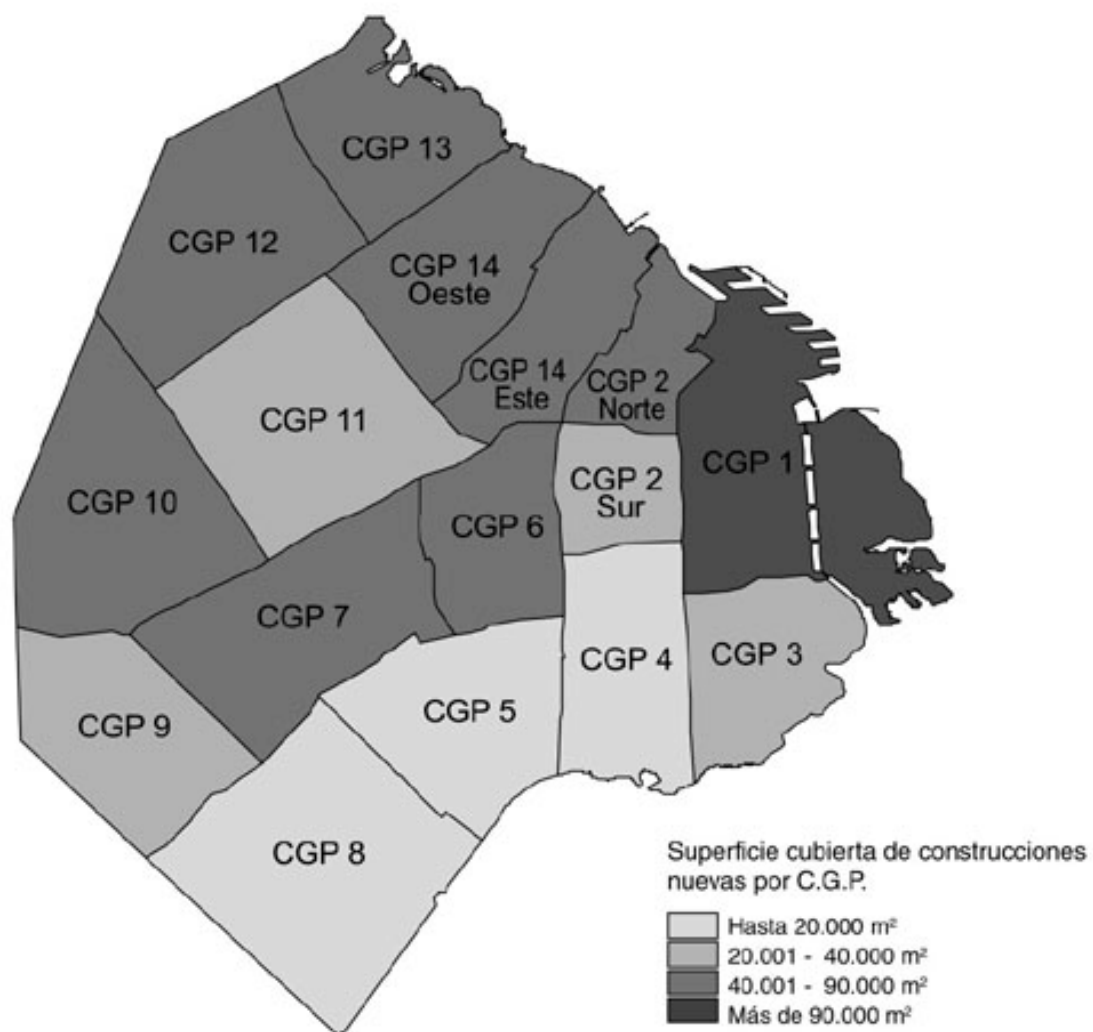 CGP 13
CGP 12
CGP 14
Oeste
CGP 14
Este
CGP 2
Norte
CGP 11
CGP 1
CGP 10
CGP 2
Sur
CGP 6
CGP 7
CGP 4
CGP 3
CGP 9
CGP 5
CGP 8
Superficie cubierta de construcciones
nuevas por C.G.P.
Hasta 20.000 m²
20.001 - 40.000 m²
40.001 - 90.000 m²
Más de 90.000 m²